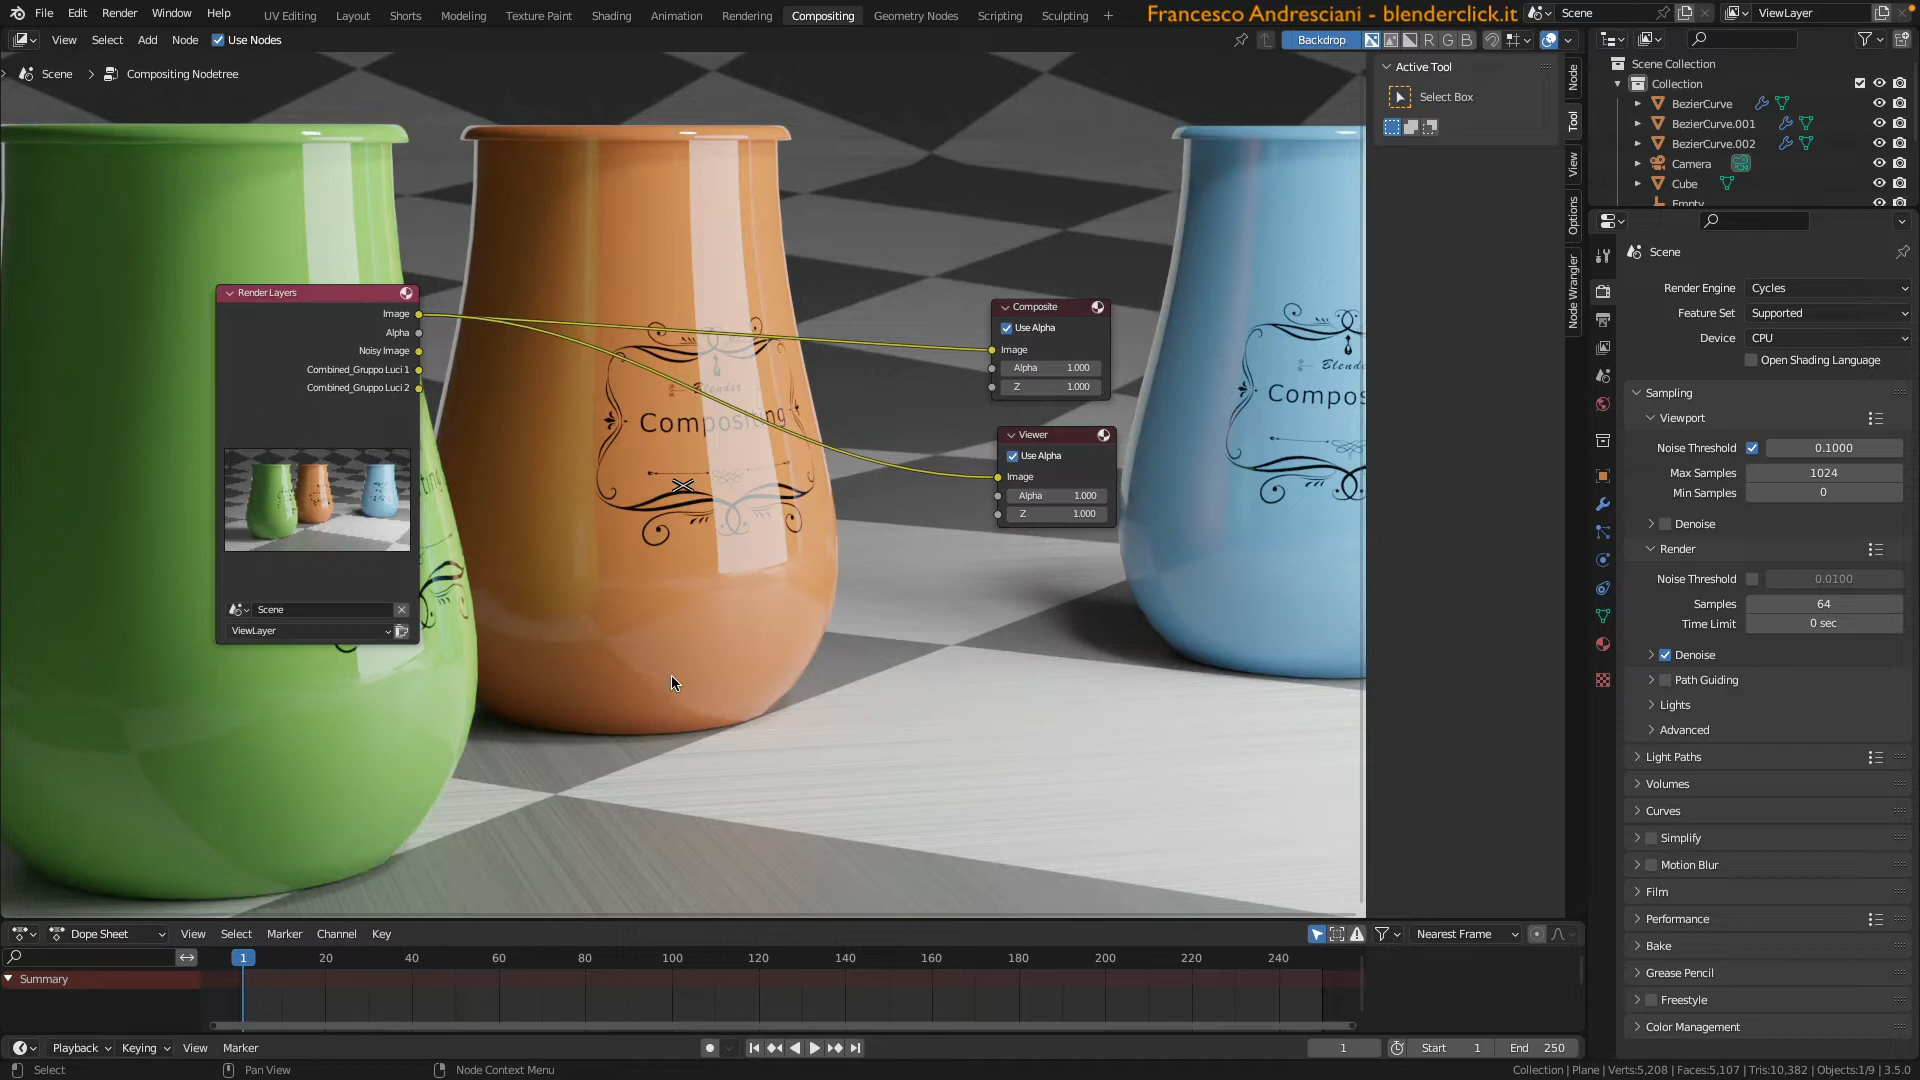 File Edit Render Window Help
UV Editing Layout Shorts Modeling Texture Paint Shading Animation Rendering Compositing Geometry Nodes Scripting Sculpting +
Francesco Andresciani - blenderclick.it
Scene ViewLayer
View Select Add Node Use Nodes
Backdrop R G B
Scene > Compositing Nodetree
Active Tool
Select Box
Node
Tool
View
Options
Node Wrangler
Scene Collection
Collection
BezierCurve
BezierCurve.001
BezierCurve.002
Camera
Cube
Empty
Render Layers
Image
Alpha
Noisy Image
Combined_Gruppo Luci 1
Combined_Gruppo Luci 2
Scene
ViewLayer
Blender
Compositing
Composite
Use Alpha
Image
Alpha 1.000
Z 1.000
Viewer
Use Alpha
Image
Alpha 1.000
Z 1.000
Blende
Compos
Scene
Render Engine Cycles
Feature Set Supported
Device CPU
Open Shading Language
Sampling
Viewport
Noise Threshold 0.1000
Max Samples 1024
Min Samples 0
Denoise
Render
Noise Threshold 0.0100
Samples 64
Time Limit 0 sec
Denoise
Path Guiding
Lights
Advanced
Light Paths
Volumes
Curves
Simplify
Motion Blur
Film
Performance
Bake
Grease Pencil
Freestyle
Color Management
Dope Sheet View Select Marker Channel Key Nearest Frame
1 20 40 60 80 100 120 140 160 180 200 220 240
Summary
Playback Keying View Marker 1 Start 1 End 250
Select Pan View Node Context Menu Collection | Plane | Verts:5,208 | Faces:5,107 | Tris:10,382 | Objects:1/9 | 3.5.0